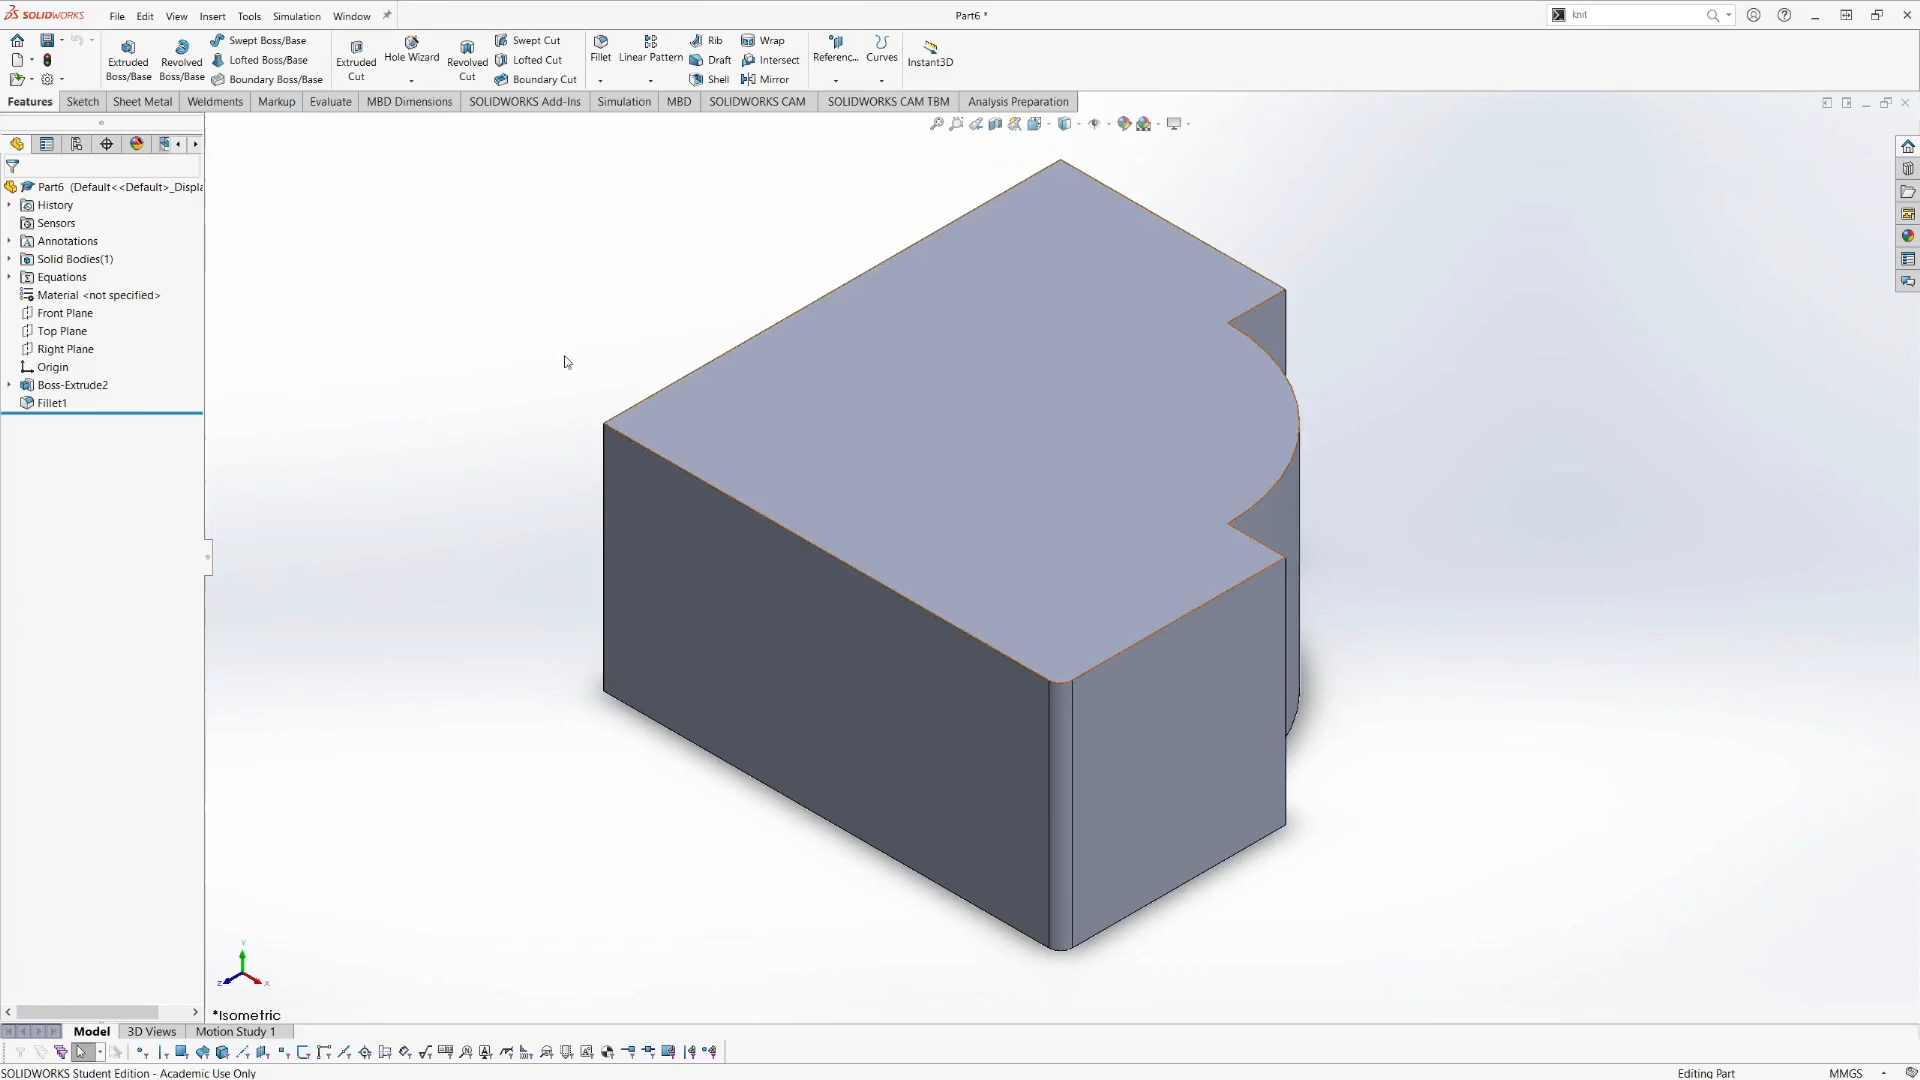 SOLIDWORKS File Edit View Insert Tools Simulation Window Part6 * knit
Extruded Boss/Base
Revolved Boss/Base
Swept Boss/Base
Lofted Boss/Base
Boundary Boss/Base
Extruded Cut
Hole Wizard
Revolved Cut
Swept Cut
Lofted Cut
Boundary Cut
Fillet
Linear Pattern
Rib
Draft
Shell
Wrap
Intersect
Mirror
Referenc...
Curves
Instant3D
Features Sketch Sheet Metal Weldments Markup Evaluate MBD Dimensions SOLIDWORKS Add-Ins Simulation MBD SOLIDWORKS CAM SOLIDWORKS CAM TBM Analysis Preparation
Part6 (Default<<Default>_Displa
History
Sensors
Annotations
Solid Bodies(1)
Equations
Material <not specified>
Front Plane
Top Plane
Right Plane
Origin
Boss-Extrude2
Fillet1
Y
Z X
*Isometric
Model 3D Views Motion Study 1
SOLIDWORKS Student Edition - Academic Use Only Editing Part MMGS